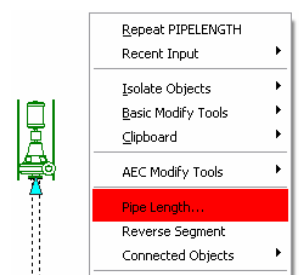 Repeat PIPELENGTH
Recent Input
Isolate Objects
Basic Modify Tools
Clipboard
AEC Modify Tools
Pipe Length...
Reverse Segment
Connected Objects